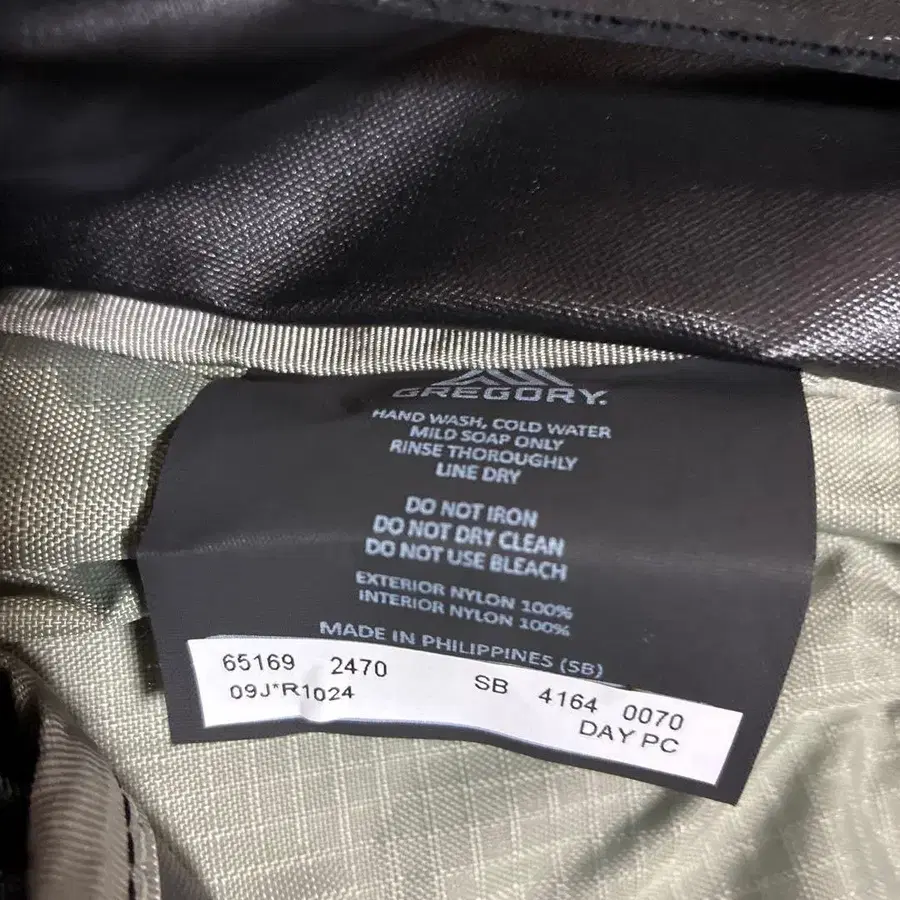 GREGORY.
HAND WASH, COLD WATER
MILD SOAP ONLY
RINSE THOROUGHLY
LINE DRY
DO NOT IRON
DO NOT DRY CLEAN
DO NOT USE BLEACH
EXTERIOR NYLON 100%
INTERIOR NYLON 100%
MADE IN PHILIPPINES (SB)
65169 2470 SB 4164 0070
09J*R1024 DAY PC